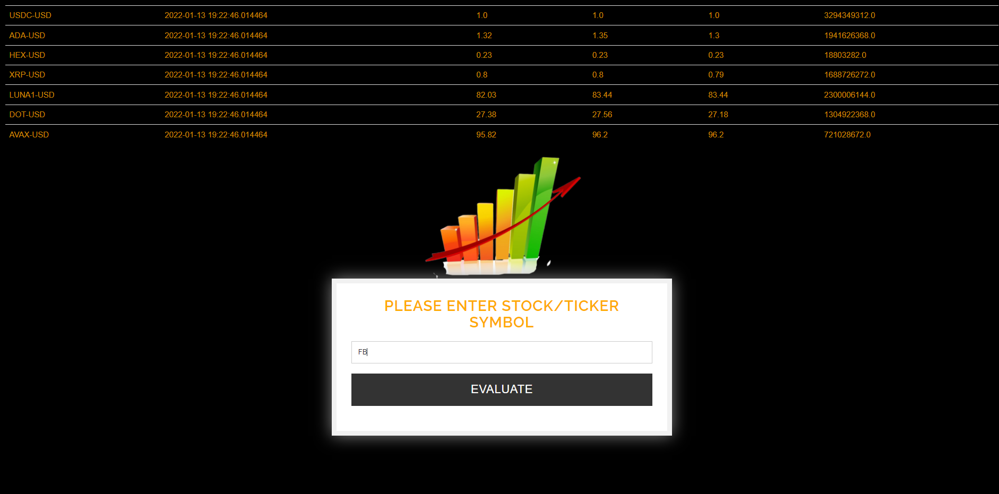 USDC-USD 2022-01-13 19:22:46.014464 1.0 1.0 1.0 3294349312.0
ADA-USD 2022-01-13 19:22:46.014464 1.32 1.35 1.3 1941626368.0
HEX-USD 2022-01-13 19:22:46.014464 0.23 0.23 0.23 18803282.0
XRP-USD 2022-01-13 19:22:46.014464 0.8 0.8 0.79 1688726272.0
LUNA1-USD 2022-01-13 19:22:46.014464 82.03 83.44 83.44 2300006144.0
DOT-USD 2022-01-13 19:22:46.014464 27.38 27.56 27.18 1304922368.0
AVAX-USD 2022-01-13 19:22:46.014464 95.82 96.2 96.2 721028672.0
PLEASE ENTER STOCK/TICKER
SYMBOL
FB
EVALUATE